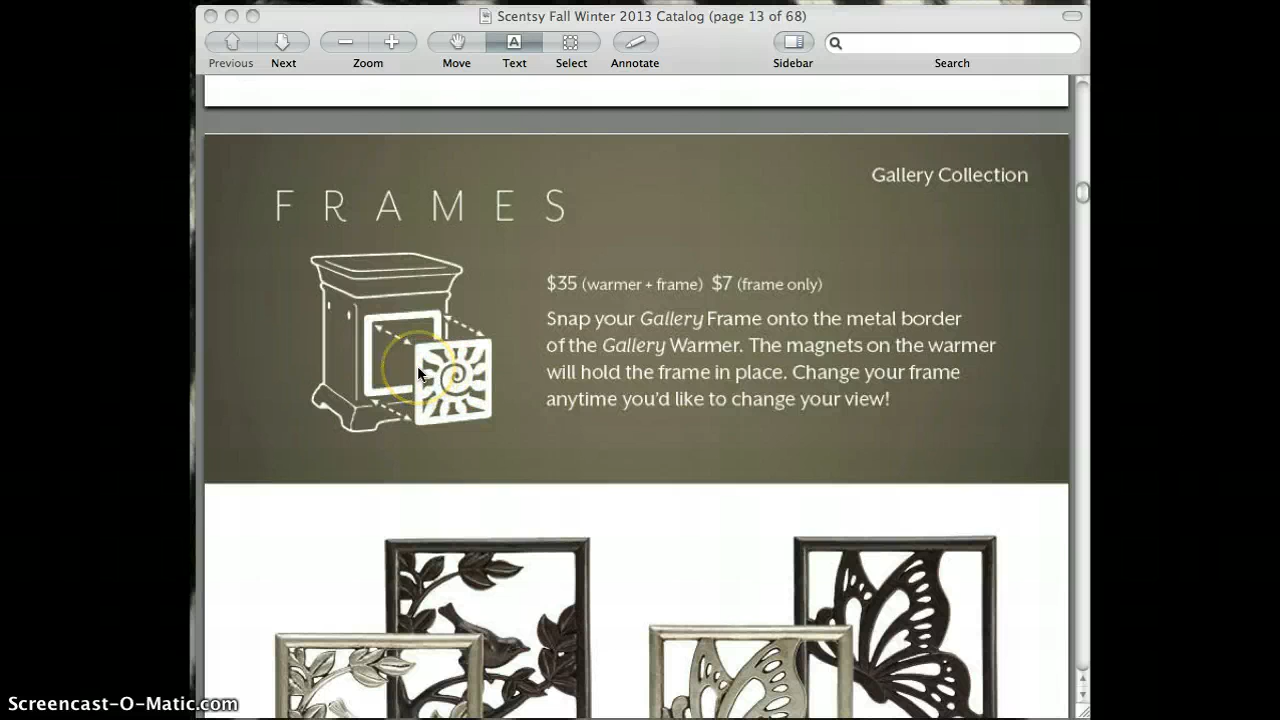 Scentsy Fall Winter 2013 Catalog (page 13 of 68)
Previous Next Zoom Move Text Select Annotate Sidebar Search
Gallery Collection
FRAMES
$35 (warmer + frame) $7 (frame only)
Snap your Gallery Frame onto the metal border
of the Gallery Warmer. The magnets on the warmer
will hold the frame in place. Change your frame
anytime you'd like to change your view!
Screencast-O-Matic.com